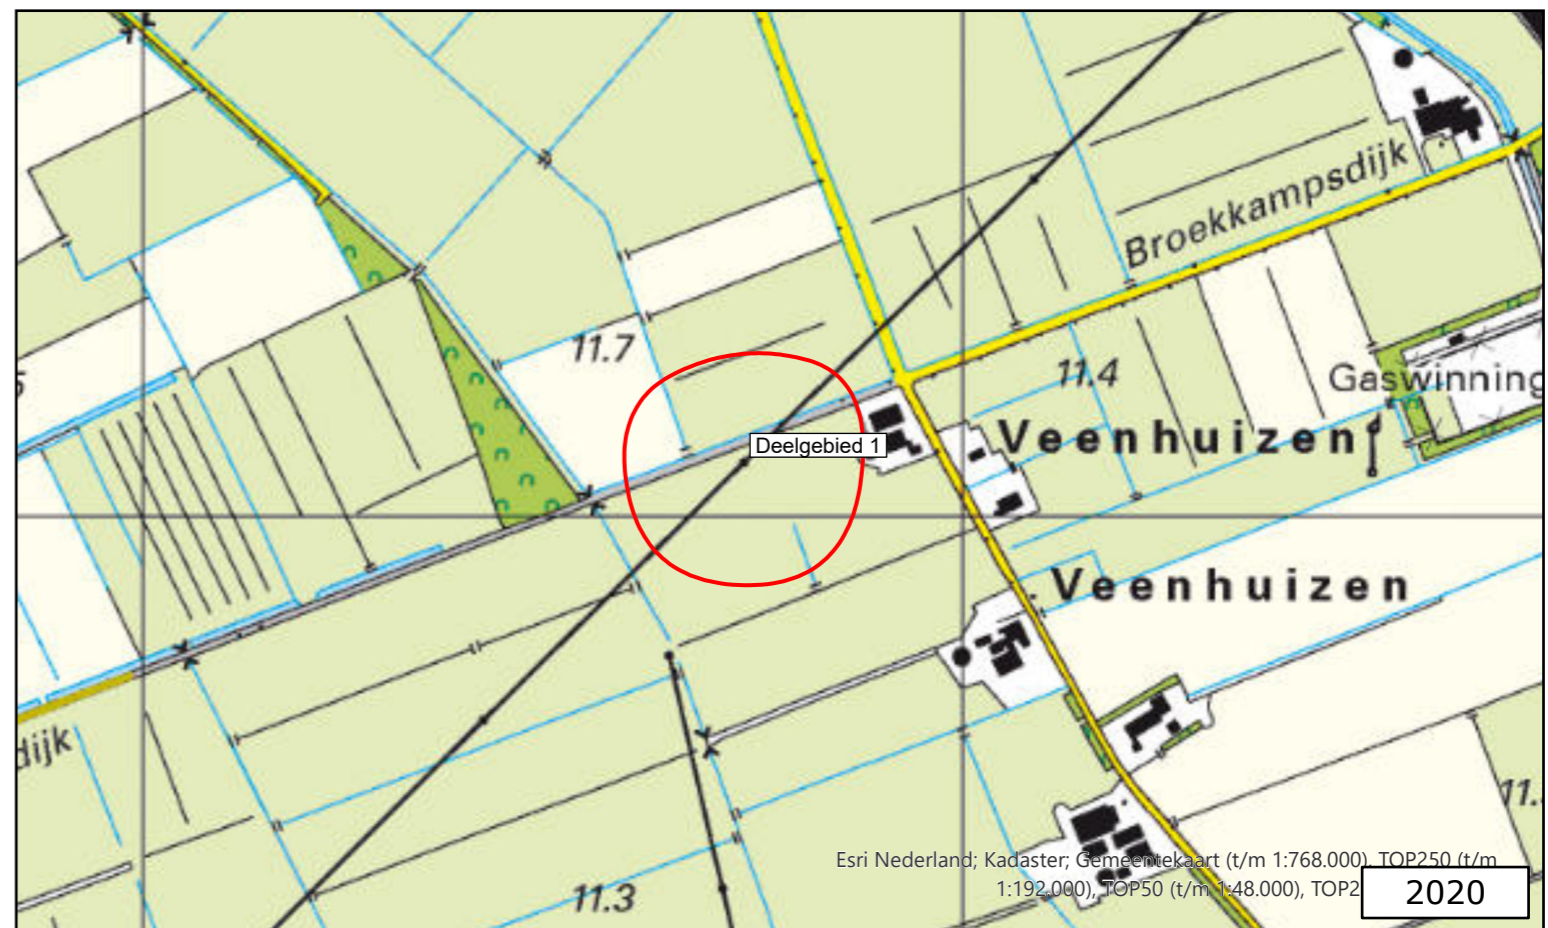 Broekkampsdijk
11.7
11.4
Gaswinning
Deelgebied 1
Veenhuizen
Veenhuizen
dijk
11.3
Esri Nederland; Kadaster; Gemeentekaart (t/m 1:768.000), TOP250 (t/m
1:192.000), TOP50 (t/m 1:48.000), TOP2
2020